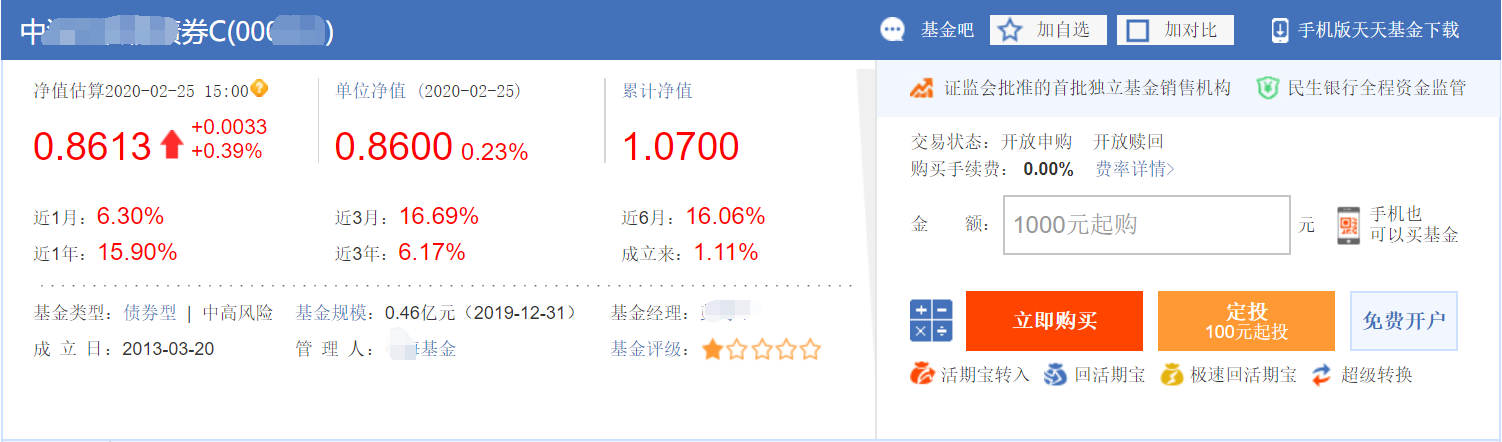 中 债券C(000 )
基金吧 加自选 加对比 手机版天天基金下载
净值估算2020-02-25 15:00
0.8613 +0.0033
+0.39%
单位净值 (2020-02-25)
0.8600 0.23%
累计净值
1.0700
近1月: 6.30% 近3月: 16.69% 近6月: 16.06%
近1年: 15.90% 近3年: 6.17% 成立来: 1.11%
基金类型: 债券型 | 中高风险 基金规模: 0.46亿元 (2019-12-31) 基金经理:
成 立 日: 2013-03-20 管 理 人: 海基金 基金评级:
证监会批准的首批独立基金销售机构 民生银行全程资金监管
交易状态: 开放申购 开放赎回
购买手续费: 0.00% 费率详情>
金 额: 1000元起购 元
手机也
可以买基金
立即购买
定投
100元起投
免费开户
活期宝转入 回活期宝 极速回活期宝 超级转换